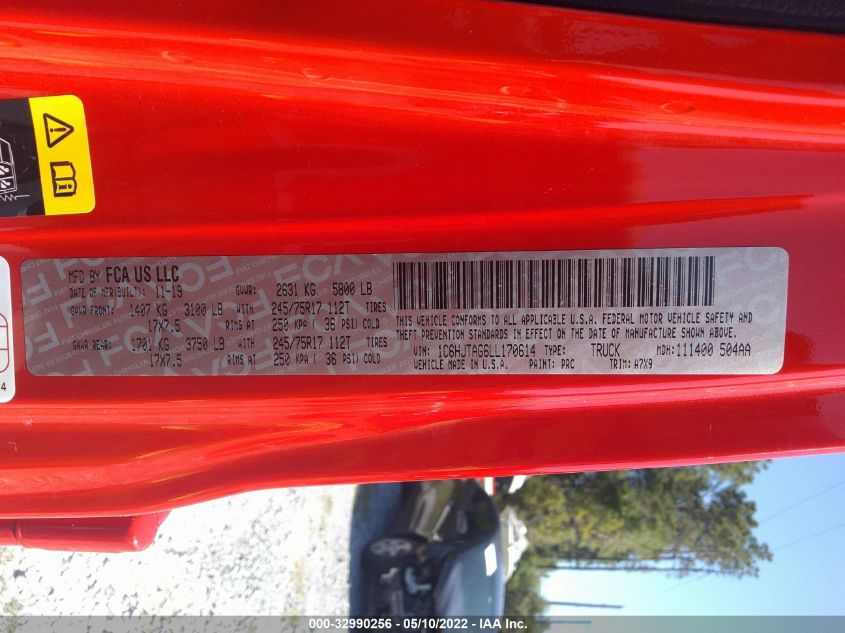 MFD BY FCA US LLC
DATE OF MFR(BUILT): 11-19 GVWR: 2631 KG 5800 LB
GAWR FRONT: 1407 KG 3100 LB WITH 245/75R17 112T TIRES
17X7.5 RIMS AT 250 KPA ( 36 PSI) COLD
GAWR REAR: 1701 KG 3750 LB WITH 245/75R17 112T TIRES
17X7.5 RIMS AT 250 KPA ( 36 PSI) COLD
THIS VEHICLE CONFORMS TO ALL APPLICABLE U.S.A. FEDERAL MOTOR VEHICLE SAFETY AND
THEFT PREVENTION STANDARDS IN EFFECT ON THE DATE OF MANUFACTURE SHOWN ABOVE.
VIN: 1C6HJTAG6LL170614 TYPE: TRUCK MDH: 111400 504AA
VEHICLE MADE IN U.S.A. PAINT: PRC TRIM: A7X9
4
000-32990256 - 05/10/2022 - IAA Inc.